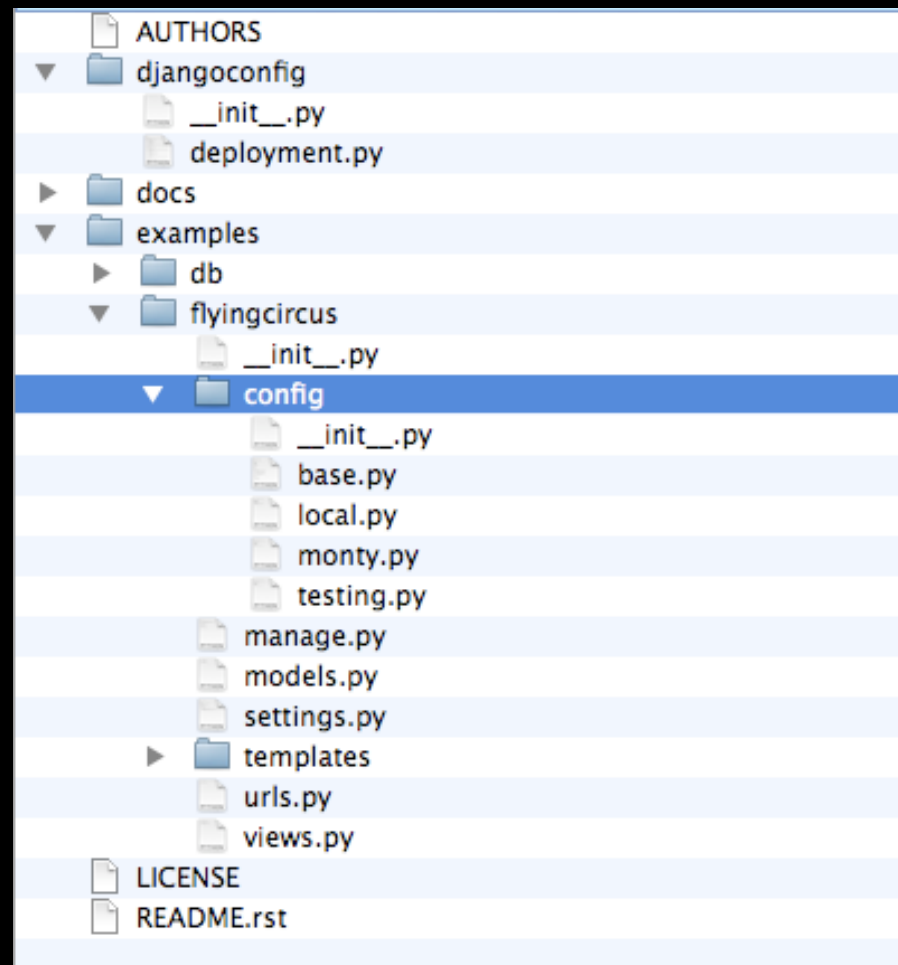 AUTHORS
djangoconfig
__init__.py
deployment.py
docs
examples
db
flyingcircus
__init__.py
config
__init__.py
base.py
local.py
monty.py
testing.py
manage.py
models.py
settings.py
templates
urls.py
views.py
LICENSE
README.rst